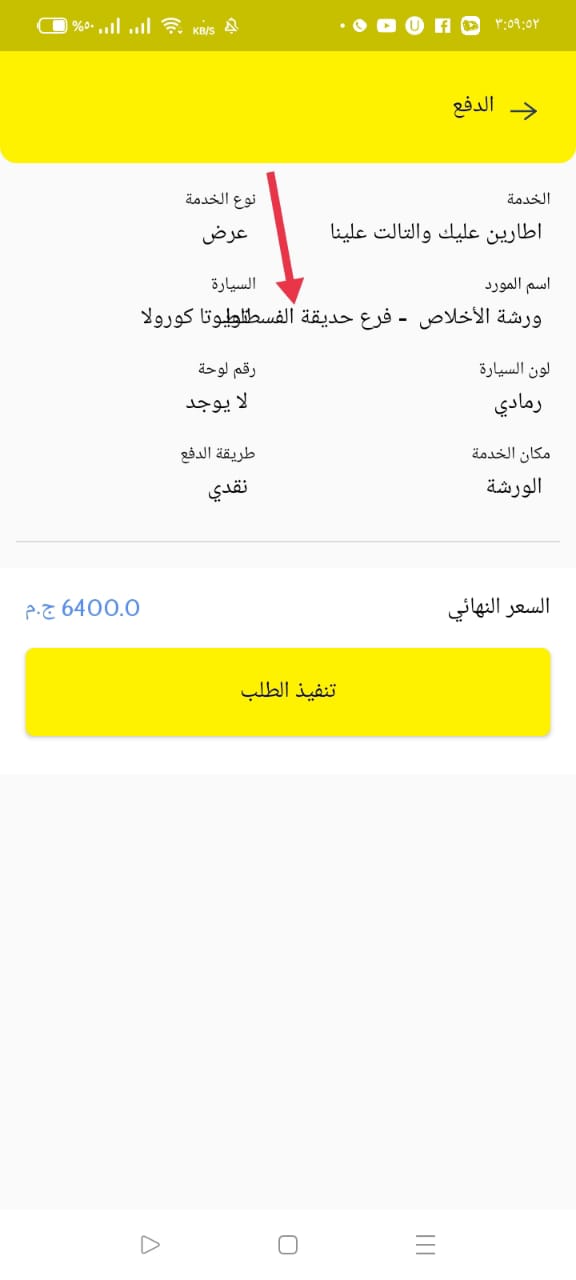 %٥٠ KB/S ٣:٥٩:٥٢
الدفع
الخدمة نوع الخدمة
اطارين عليك والتالت علينا عرض
اسم المورد السيارة
ورشة الأخلاص - فرع حديقة الفسطاط تويوتا كورولا
لون السيارة رقم لوحة
رمادي لا يوجد
مكان الخدمة طريقة الدفع
الورشة نقدي
السعر النهائي 6400.0 ج.م
تنفيذ الطلب